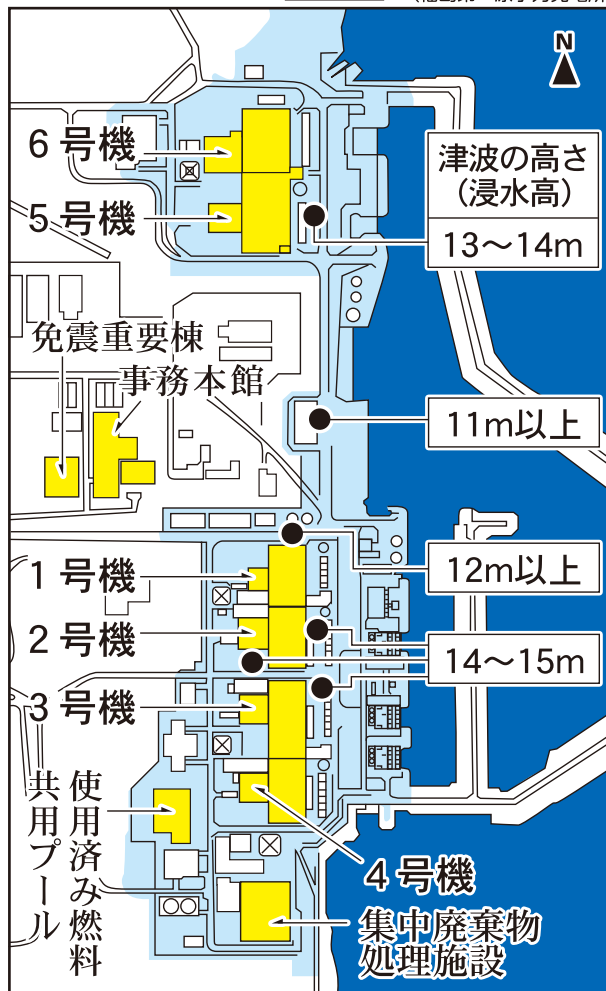 N
6号機
5号機
津波の高さ
（浸水高）
13〜14m
免震重要棟
事務本館
11m以上
1号機
12m以上
2号機
14〜15m
3号機
使用済み燃料
共用プール
4号機
集中廃棄物
処理施設